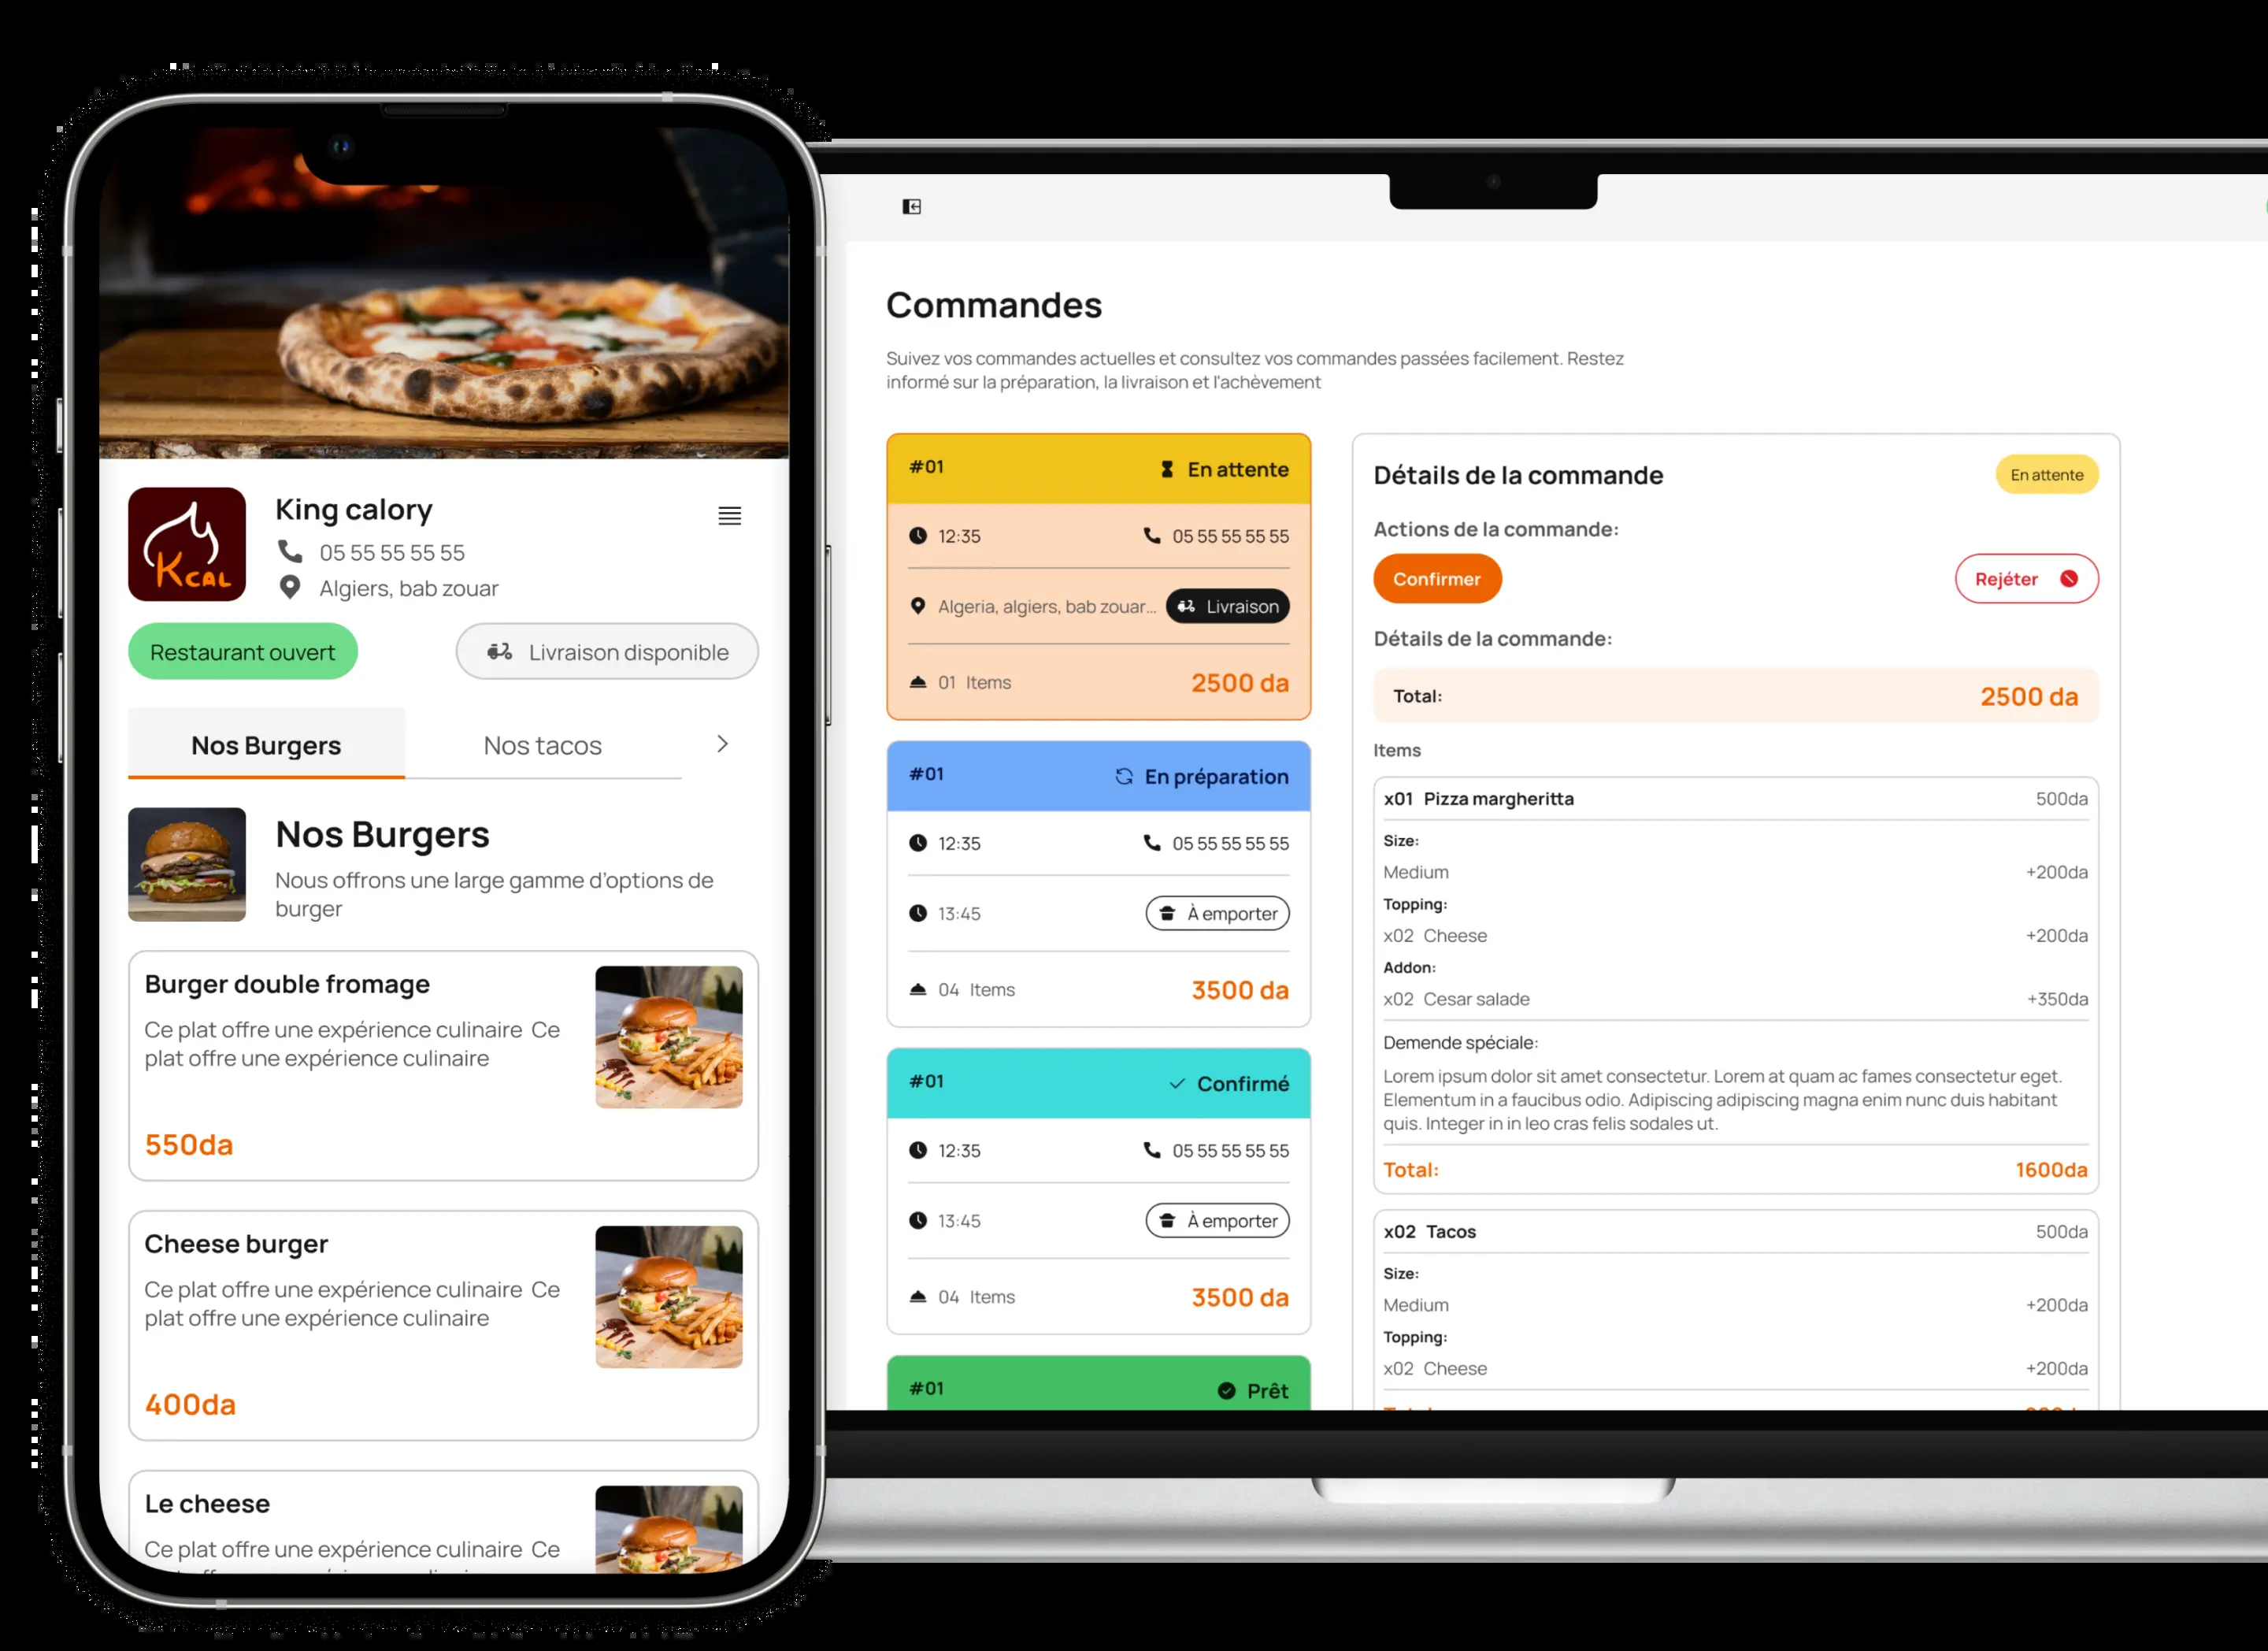 KCAL
King calory
05 55 55 55 55
Algiers, bab zouar
Restaurant ouvert
Livraison disponible
Nos Burgers
Nos tacos
Nos Burgers
Nous offrons une large gamme d'options de
burger
Burger double fromage
Ce plat offre une expérience culinaire Ce
plat offre une expérience culinaire
550da
Cheese burger
Ce plat offre une expérience culinaire Ce
plat offre une expérience culinaire
400da
Le cheese
Ce plat offre une expérience culinaire Ce
Commandes
Suivez vos commandes actuelles et consultez vos commandes passées facilement. Restez
informé sur la préparation, la livraison et l'achèvement
#01 En attente
12:35 05 55 55 55 55
Algeria, algiers, bab zouar... Livraison
01 Items 2500 da
#01 En préparation
12:35 05 55 55 55 55
13:45 À emporter
04 Items 3500 da
#01 Confirmé
12:35 05 55 55 55 55
13:45 À emporter
04 Items 3500 da
#01 Prêt
Détails de la commande En attente
Actions de la commande:
Confirmer Rejéter
Détails de la commande:
Total: 2500 da
Items
x01 Pizza margheritta 500da
Size:
Medium +200da
Topping:
x02 Cheese +200da
Addon:
x02 Cesar salade +350da
Demende spéciale:
Lorem ipsum dolor sit amet consectetur. Lorem at quam ac fames consectetur eget.
Elementum in a faucibus odio. Adipiscing adipiscing magna enim nunc duis habitant
quis. Integer in in leo cras felis sodales ut.
Total: 1600da
x02 Tacos 500da
Size:
Medium +200da
Topping:
x02 Cheese +200da